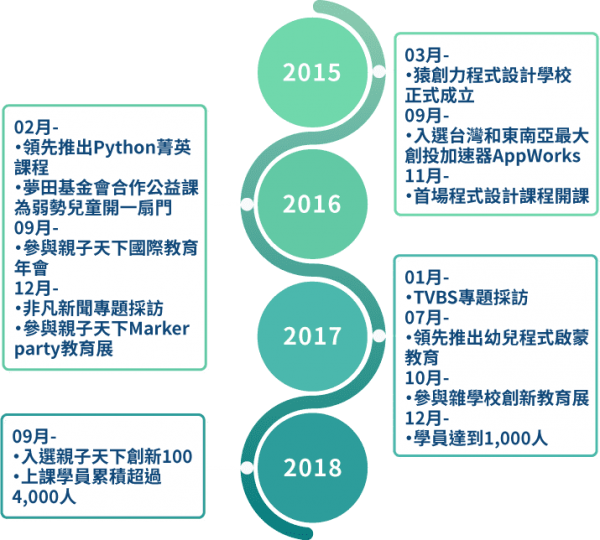 2015
03月-
•猿創力程式設計學校
正式成立
09月-
•入選台灣和東南亞最大
創投加速器AppWorks
11月-
•首場程式設計課程開課
2016
02月-
•領先推出Python菁英
課程
•夢田基金會合作公益課
為弱勢兒童開一扇門
09月-
•參與親子天下國際教育
年會
12月-
•非凡新聞專題採訪
•參與親子天下Marker
party教育展
2017
01月-
•TVBS專題採訪
07月-
•領先推出幼兒程式啟蒙
教育
10月-
•參與雜學校創新教育展
12月-
•學員達到1,000人
2018
09月-
•入選親子天下創新100
•上課學員累積超過
4,000人